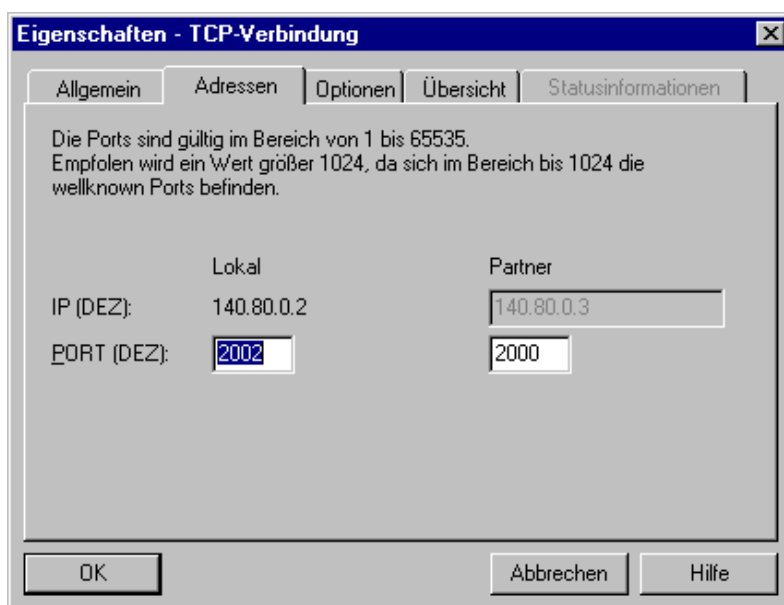 Eigenschaften - TCP-Verbindung
Allgemein Adressen Optionen Übersicht Statusinformationen
Die Ports sind gültig im Bereich von 1 bis 65535.
Empfolen wird ein Wert größer 1024, da sich im Bereich bis 1024 die
wellknown Ports befinden.
Lokal Partner
IP (DEZ): 140.80.0.2 140.80.0.3
PORT (DEZ): 2002 2000
OK Abbrechen Hilfe